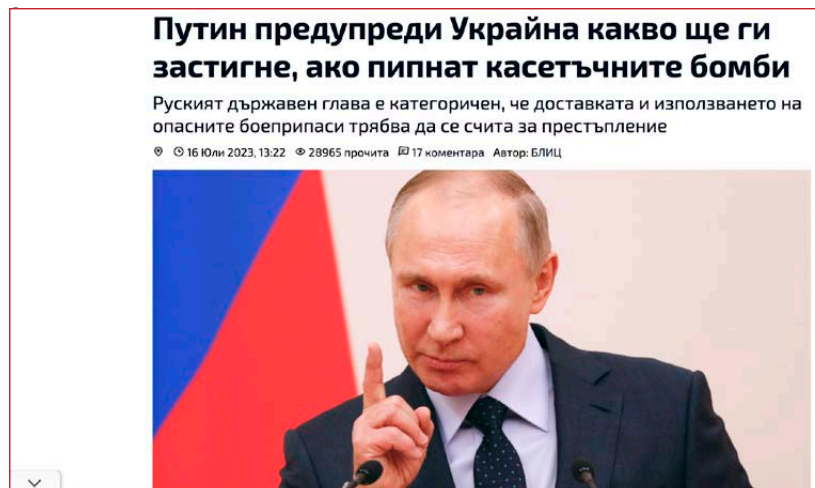 Путин предупреди Украйна какво ще ги
застигне, ако пипнат касетъчните бомби
Руският държавен глава е категоричен, че доставката и използването на
опасните боеприпаси трябва да се счита за престъпление
16 Юли 2023, 13:22 28965 прочита 17 коментара Автор: БЛИЦ